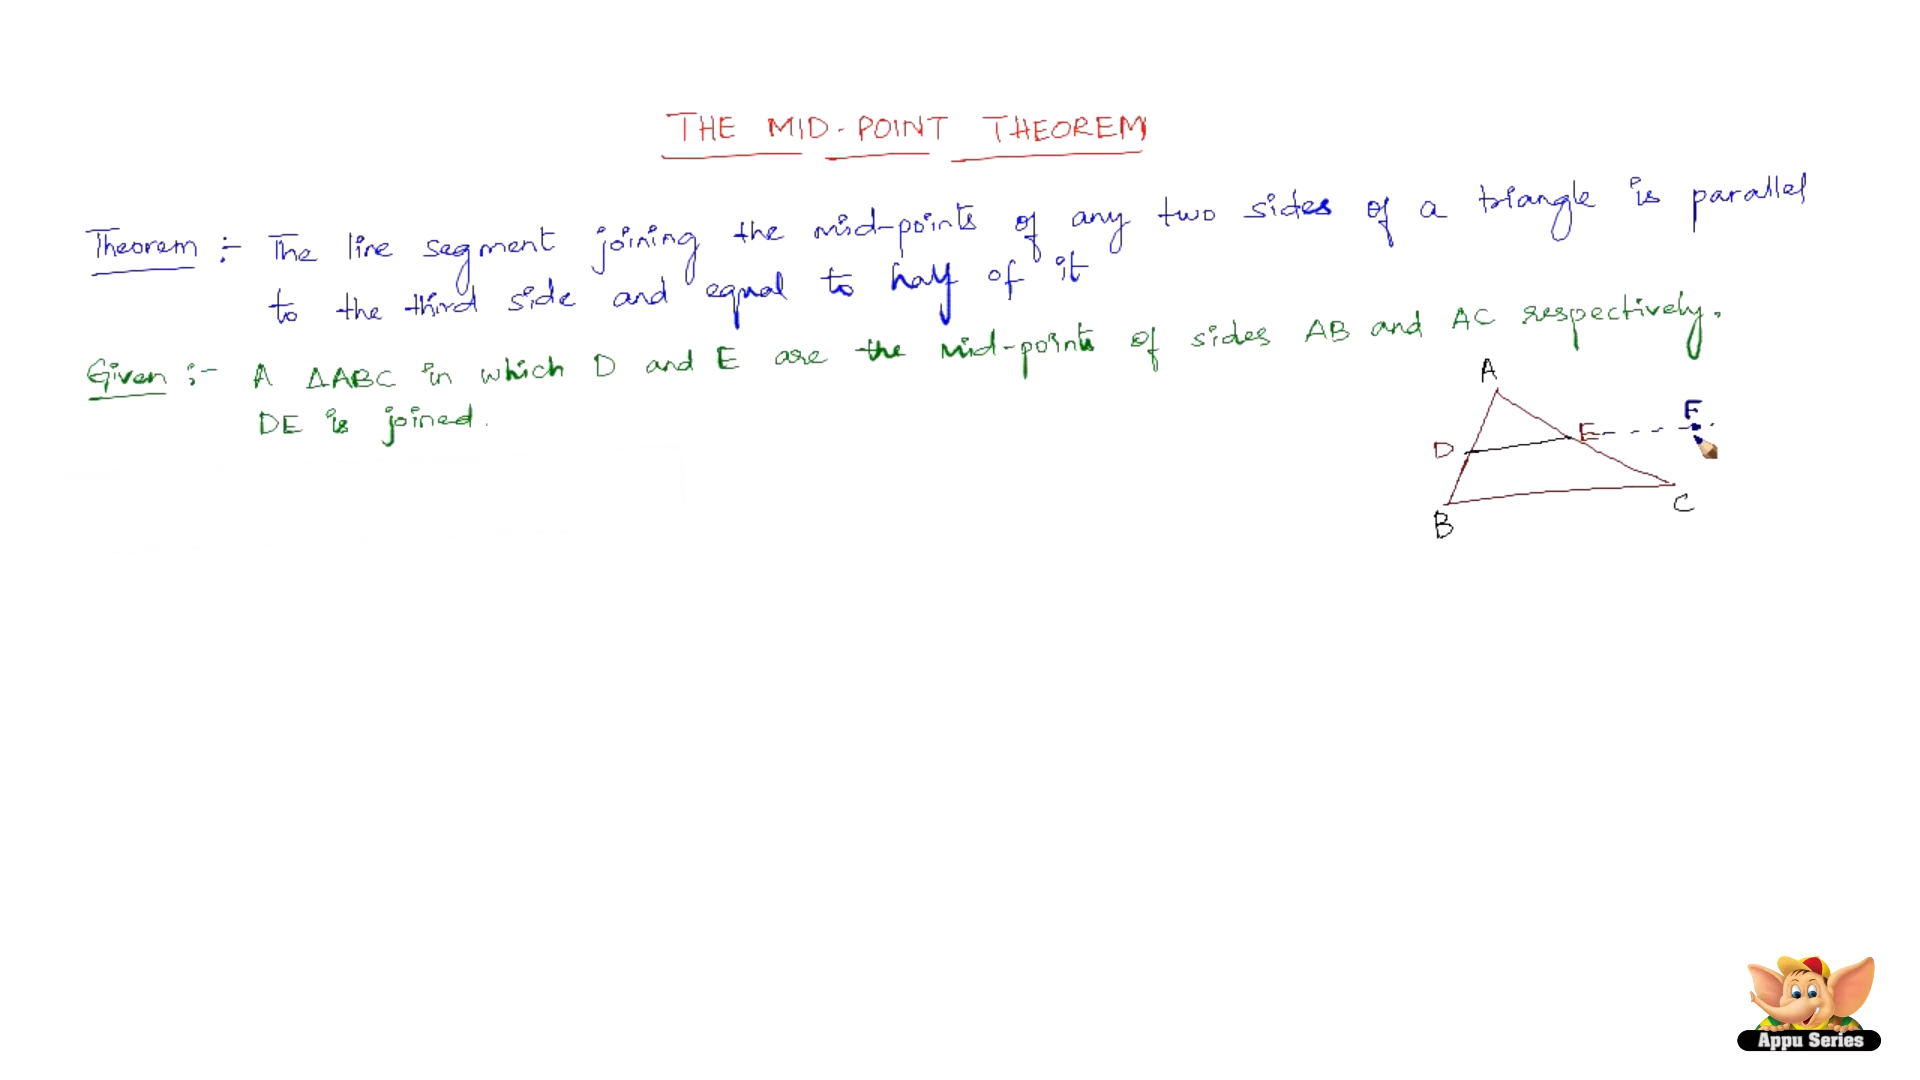 THE MID-POINT THEOREM
Theorem :- The line segment joining the mid-points of any two sides of a triangle is parallel
to the third side and equal to half of it
Given :- A ΔABC in which D and E are the mid-points of sides AB and AC respectively.
DE is joined.
A
F
E
D
C
B
Appu Series